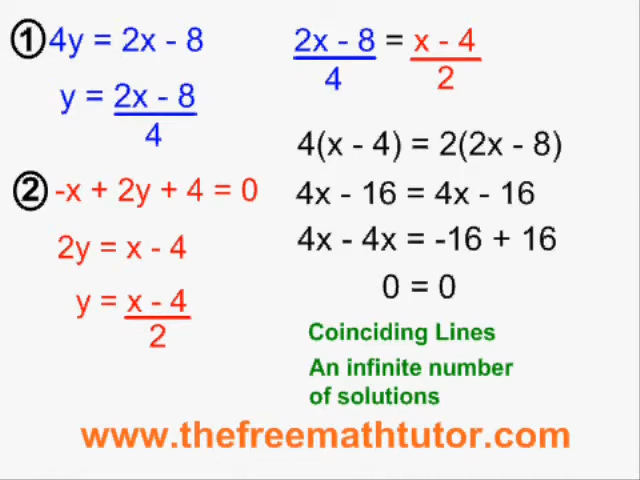 ① 4y = 2x - 8
y = 2x - 8
4
② -x + 2y + 4 = 0
2y = x - 4
y = x - 4
2
2x - 8 = x - 4
4 2
4(x - 4) = 2(2x - 8)
4x - 16 = 4x - 16
4x - 4x = -16 + 16
0 = 0
Coinciding Lines
An infinite number
of solutions
www.thefreemathtutor.com